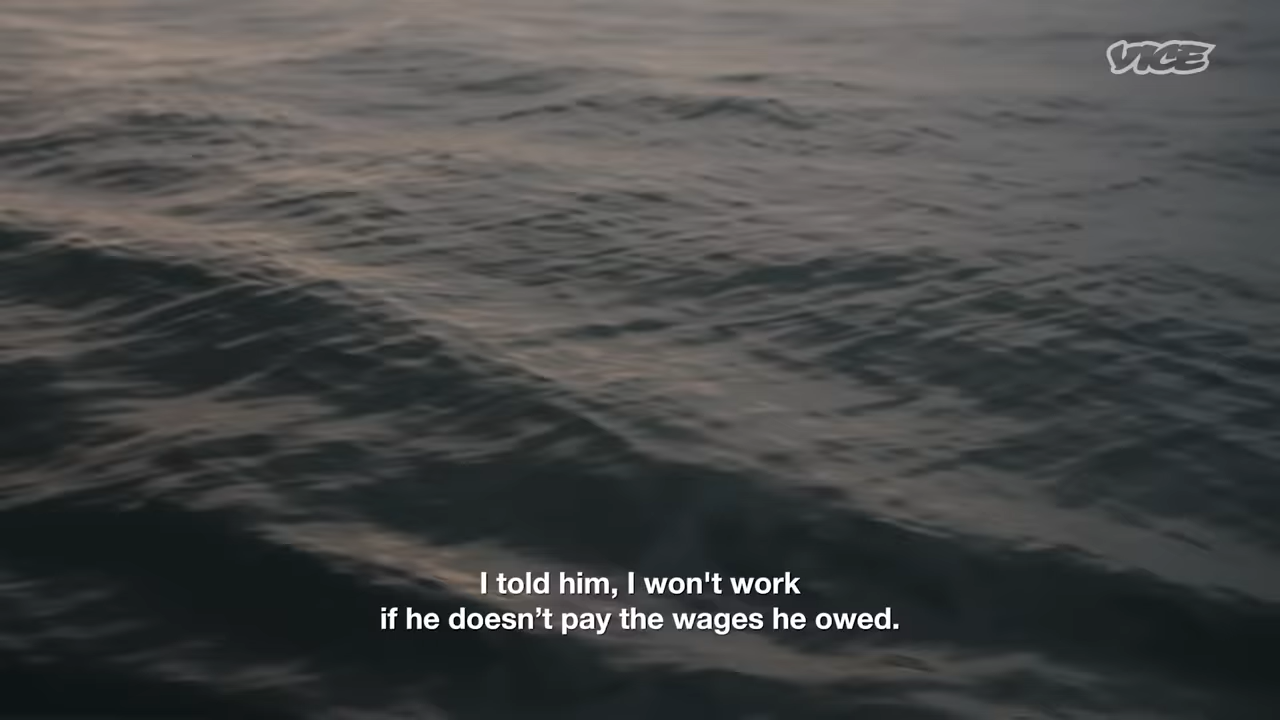 VICE
I told him, I won't work
if he doesn’t pay the wages he owed.